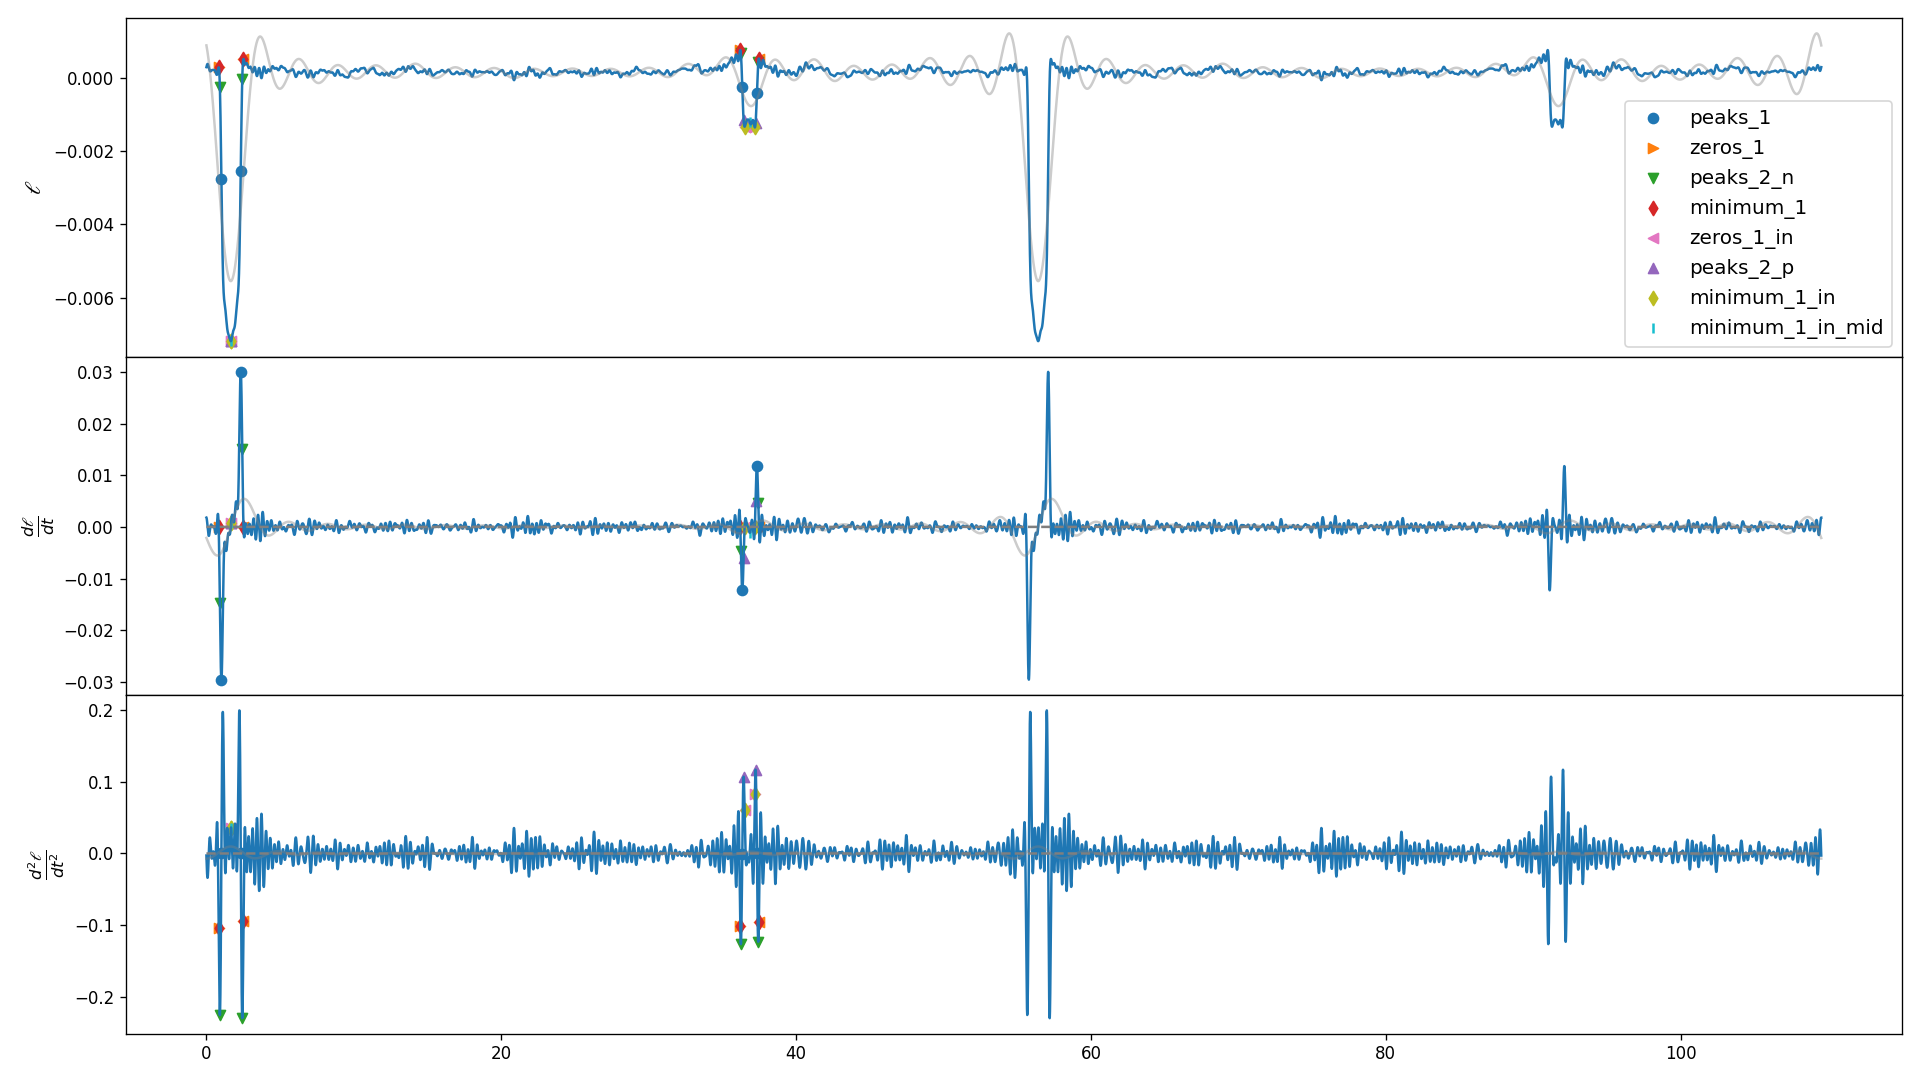 0.000
−0.002
−0.004
−0.006
ℓ
peaks_1
zeros_1
peaks_2_n
minimum_1
zeros_1_in
peaks_2_p
minimum_1_in
minimum_1_in_mid
0.03
0.02
0.01
0.00
−0.01
−0.02
−0.03
dℓ/dt
0.2
0.1
0.0
−0.1
−0.2
d²ℓ/dt²
0 20 40 60 80 100